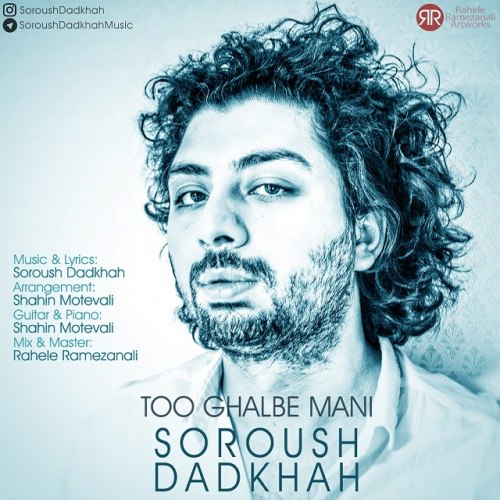 SoroushDadkhah
SoroushDadkhahMusic
RR
Rahele
Ramezanali
Artworks
Music & Lyrics:
Soroush Dadkhah
Arrangement:
Shahin Motevali
Guitar & Piano:
Shahin Motevali
Mix & Master:
Rahele Ramezanali
TOO GHALBE MANI
SOROUSH
DADKHAH